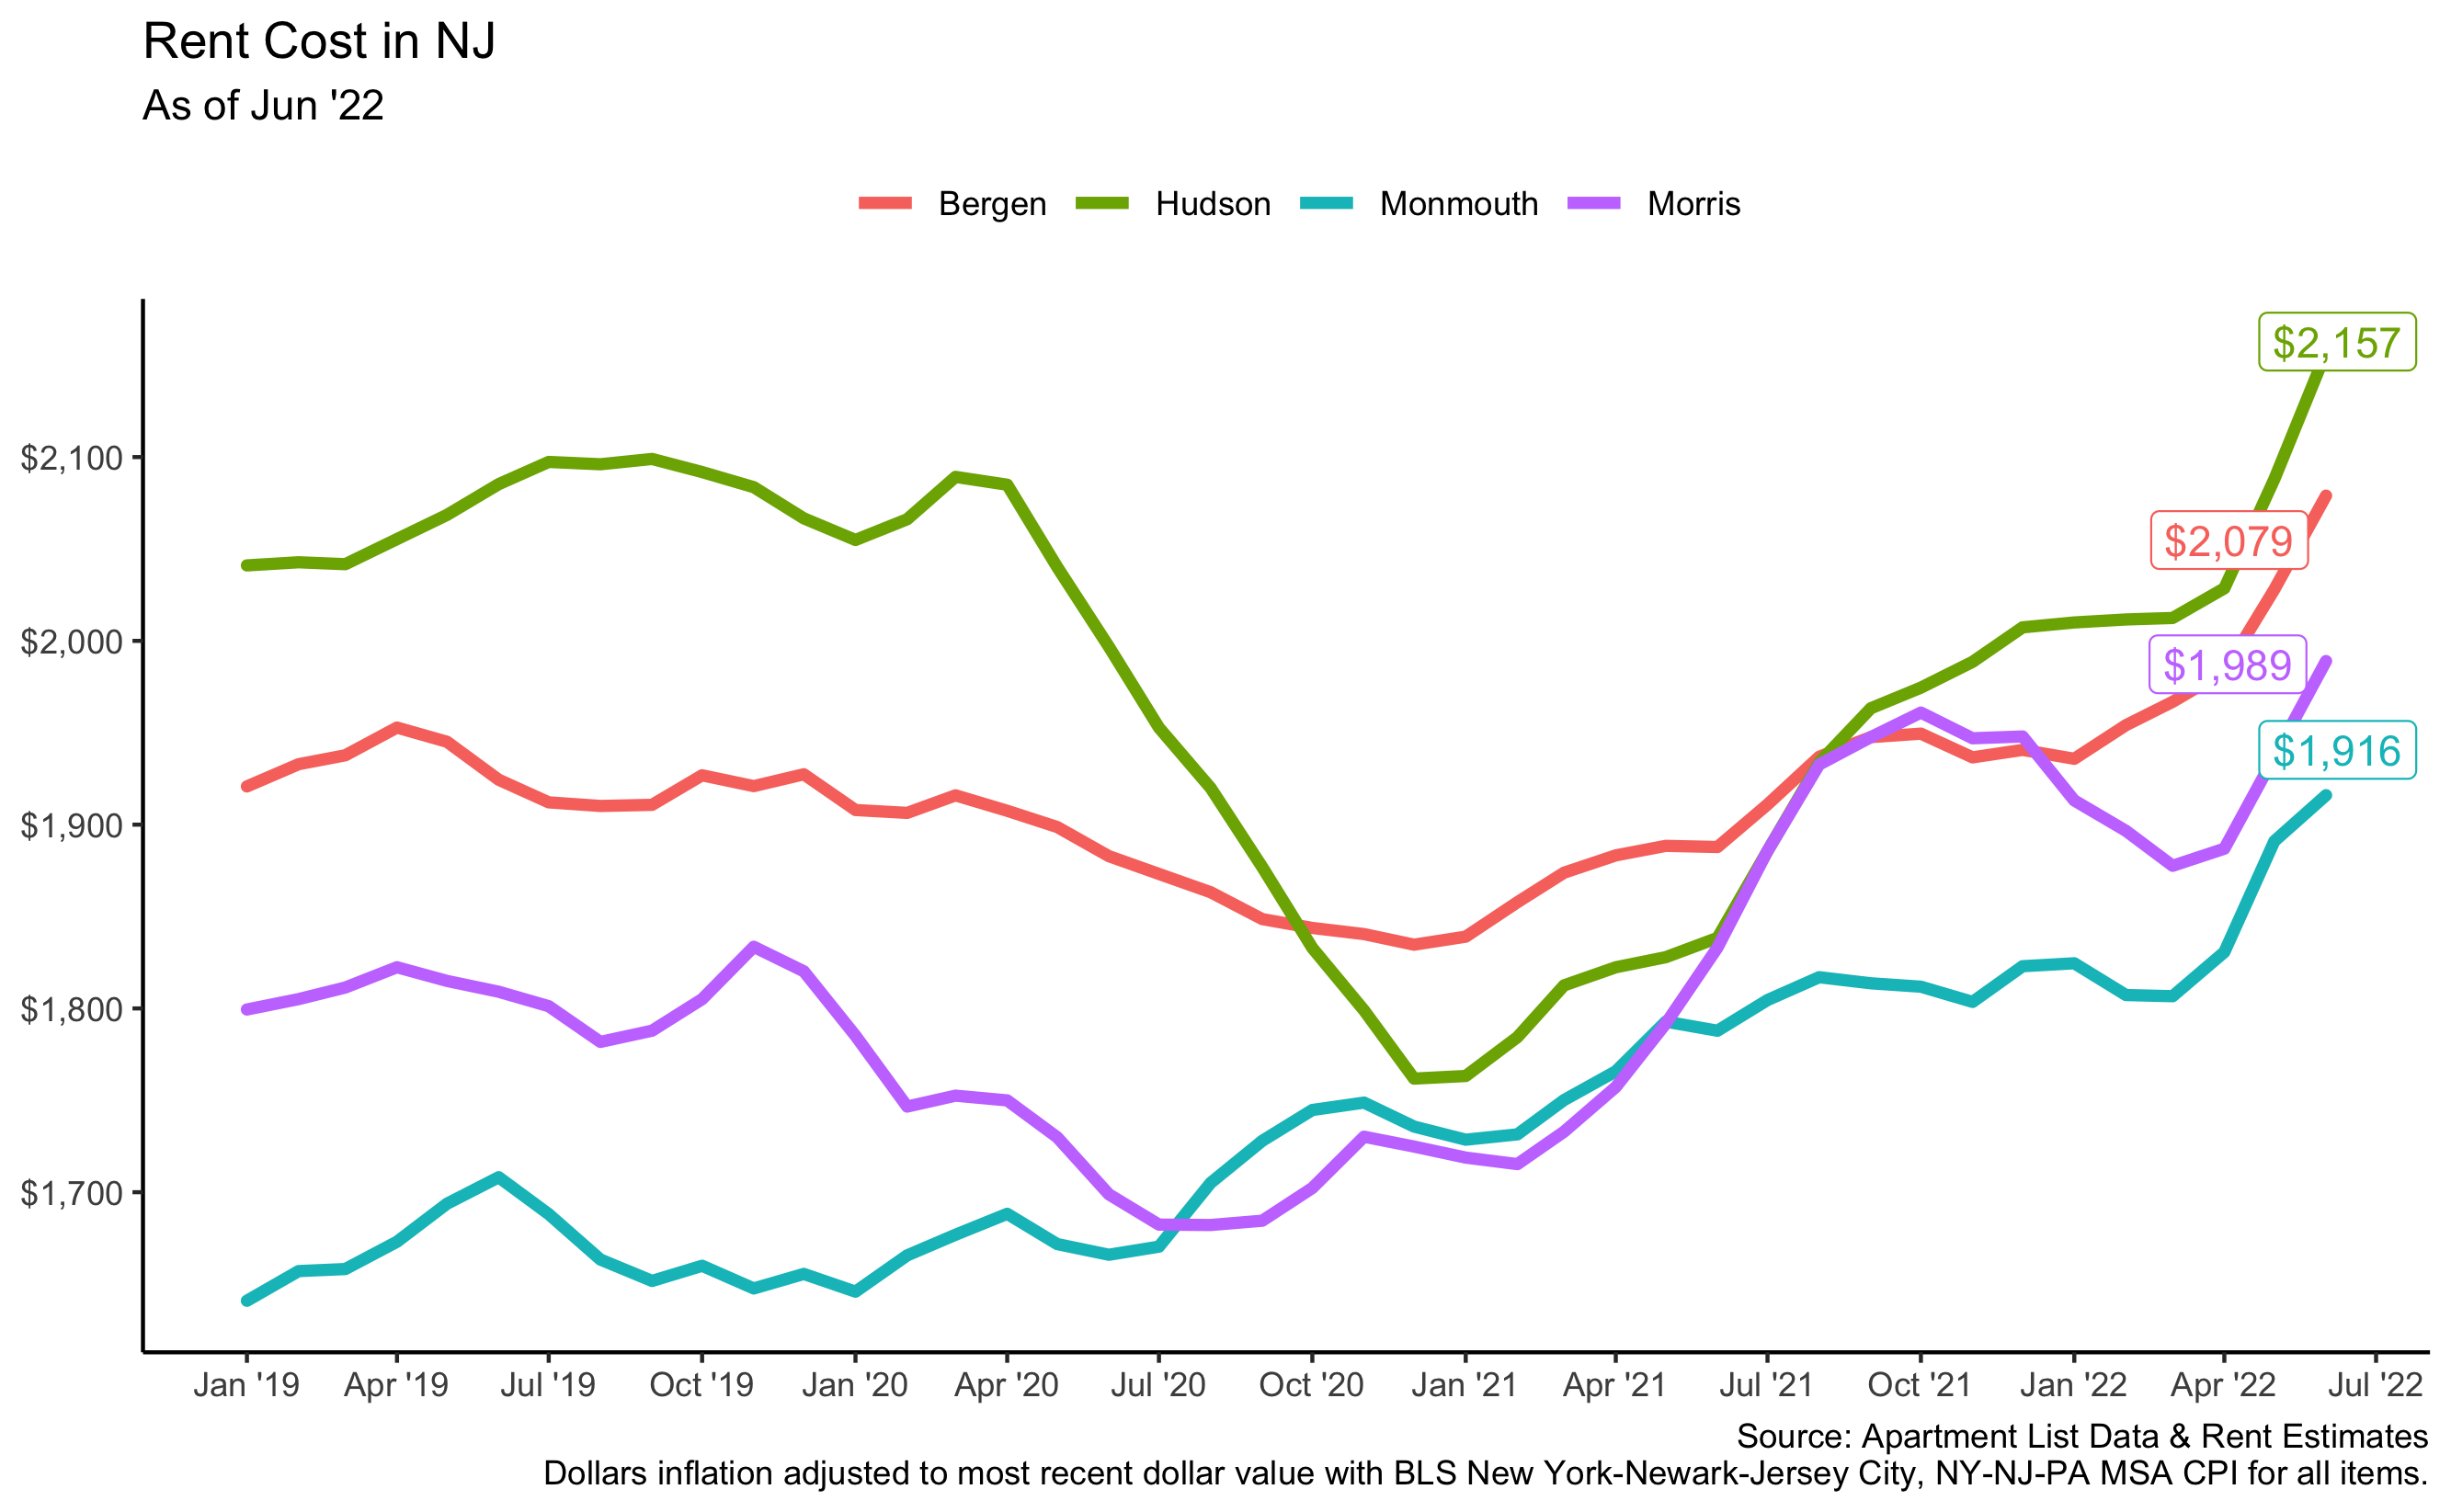 Rent Cost in NJ
As of Jun '22
Bergen Hudson Monmouth Morris
$2,157
$2,100
$2,079
$2,000
$1,989
$1,916
$1,900
$1,800
$1,700
Jan '19 Apr '19 Jul '19 Oct '19 Jan '20 Apr '20 Jul '20 Oct '20 Jan '21 Apr '21 Jul '21 Oct '21 Jan '22 Apr '22 Jul '22
Source: Apartment List Data & Rent Estimates
Dollars inflation adjusted to most recent dollar value with BLS New York-Newark-Jersey City, NY-NJ-PA MSA CPI for all items.